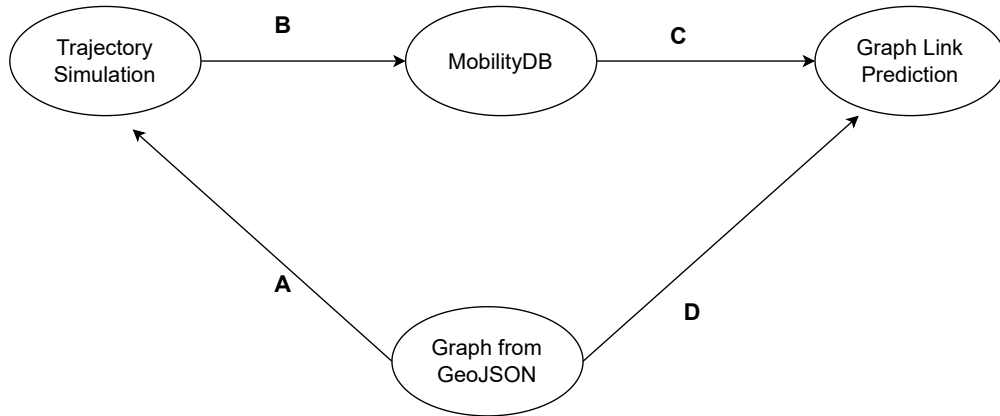 B
C
Trajectory
Simulation
MobilityDB
Graph Link
Prediction
A
D
Graph from
GeoJSON